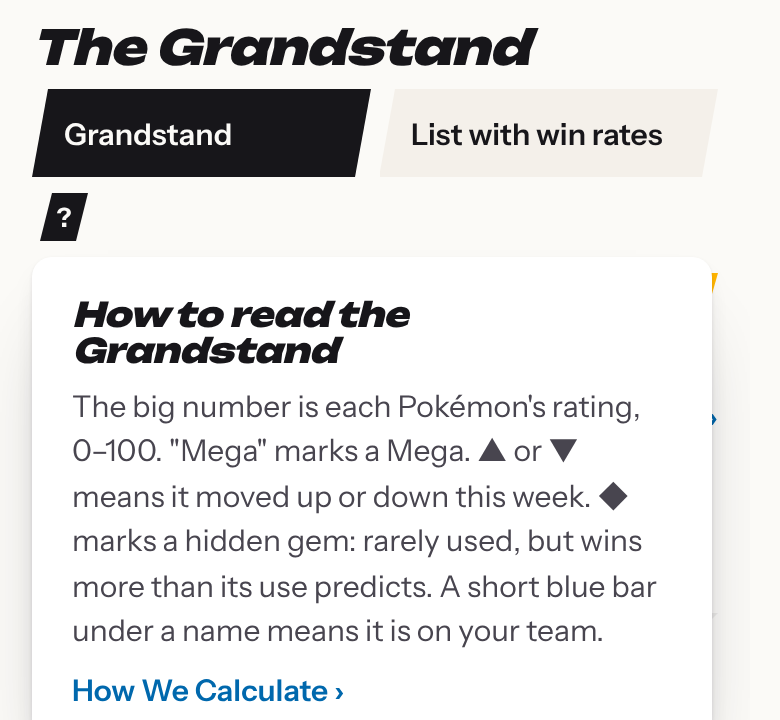 The Grandstand
Grandstand
List with win rates
?
How to read the
Grandstand
The big number is each Pokémon's rating,
0–100. "Mega" marks a Mega. ▲ or ▼
means it moved up or down this week. ◆
marks a hidden gem: rarely used, but wins
more than its use predicts. A short blue bar
under a name means it is on your team.
How We Calculate ›